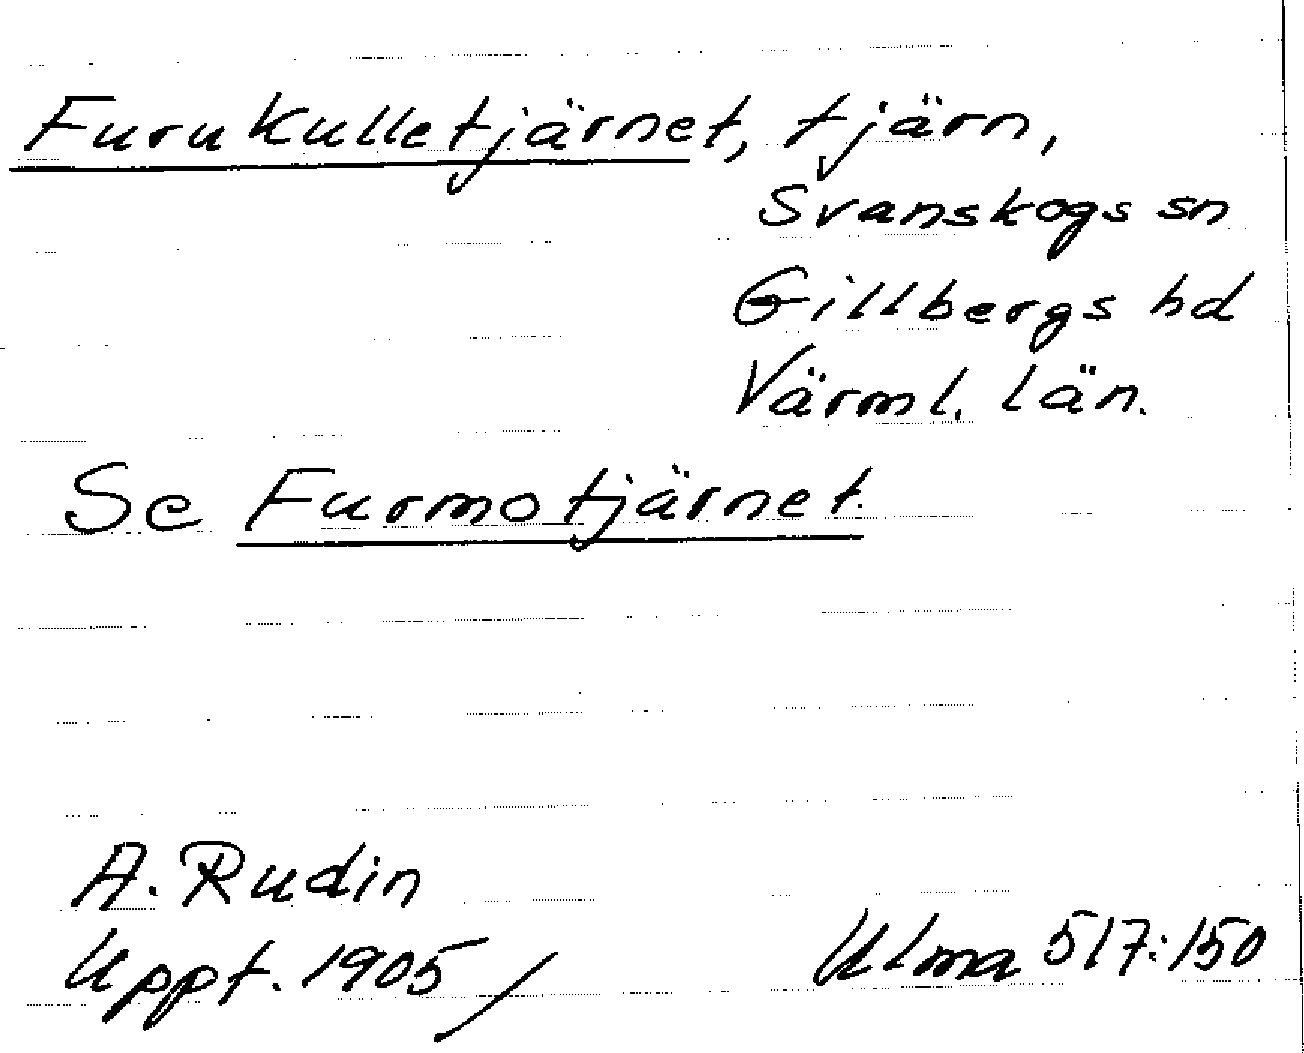 Furukulletjärnet, tjärn,
Svanskogs sn
Gillbergs hd
Värml. län.
Se Furmotjärnet.
A. Rudin
Uppt. 1905 /
Ulma 517:150